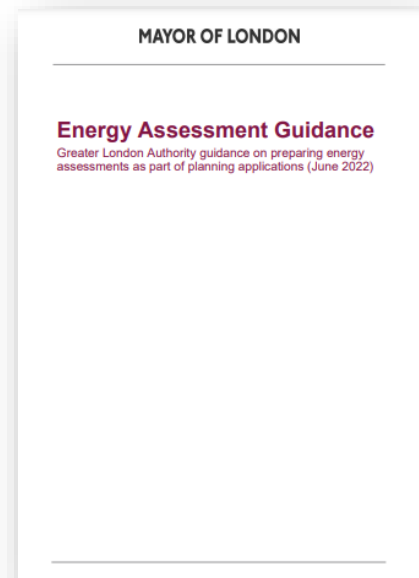 MAYOR OF LONDON
Energy Assessment Guidance
Greater London Authority guidance on preparing energy
assessments as part of planning applications (June 2022)